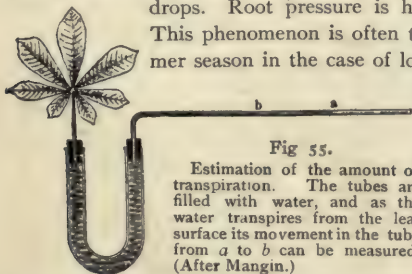 drops. Root pressure is h
This phenomenon is often t
mer season in the case of lo
b a
Fig 55.
Estimation of the amount o
transpiration. The tubes ar
filled with water, and as th
water transpires from the lea
surface its movement in the tub
from a to b can be measured
(After Mangin.)